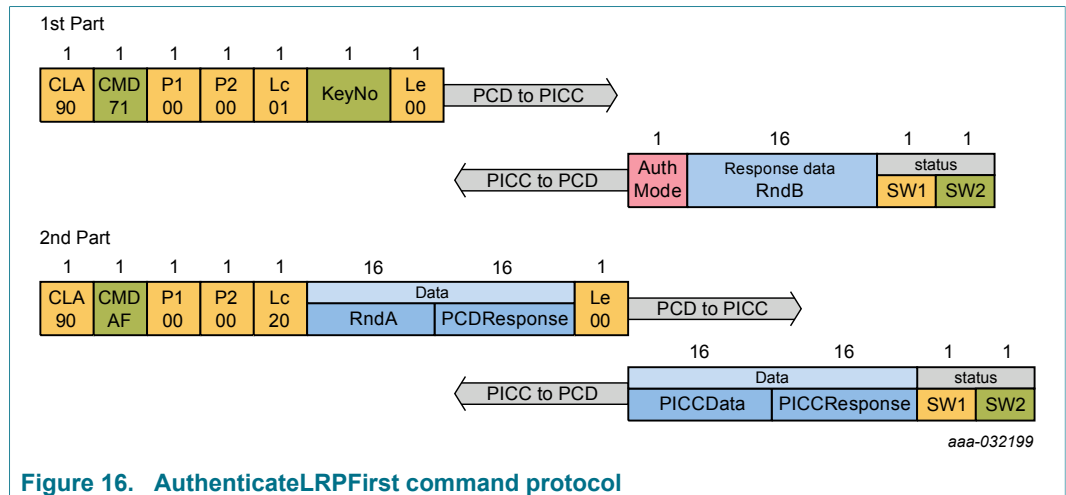 1st Part
1 1 1 1 1 1 1
CLA CMD P1 P2 Lc KeyNo Le
90 71 00 00 01 00
PCD to PICC
1 16 1 1
Auth Mode
Response data
RndB
status
SW1 SW2
PICC to PCD
2nd Part
1 1 1 1 1 16 16 1
CLA CMD P1 P2 Lc Data Le
90 AF 00 00 20 RndA PCDResponse 00
PCD to PICC
16 16 1 1
Data status
PICCData PICCResponse SW1 SW2
PICC to PCD
aaa-032199
Figure 16. AuthenticateLRPFirst command protocol